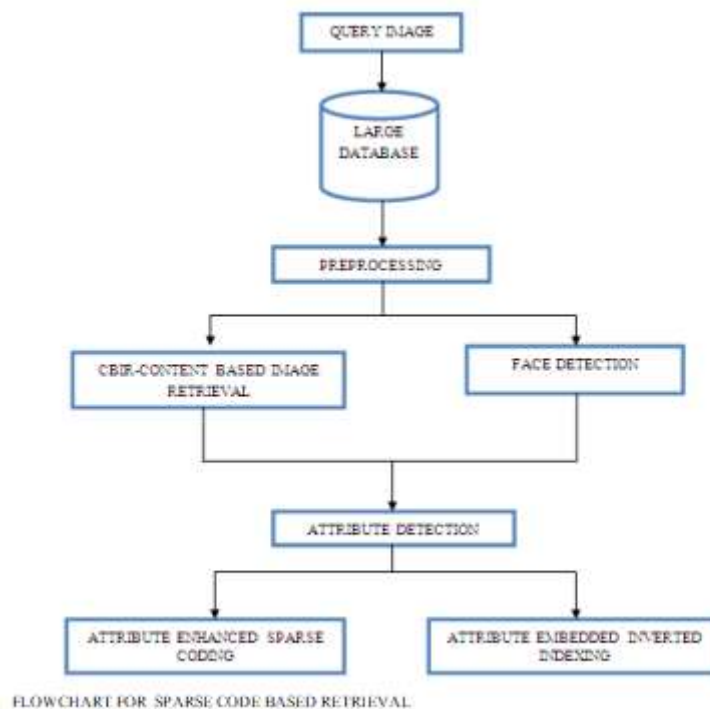 QUERY IMAGE
LARGE
DATABASE
PREPROCESSING
CBIR-CONTENT BASED IMAGE
RETRIEVAL
FACE DETECTION
ATTRIBUTE DETECTION
ATTRIBUTE ENHANCED SPARSE
CODING
ATTRIBUTE EMBEDDED INVERTED
INDEXING
FLOWCHART FOR SPARSE CODE BASED RETRIEVAL